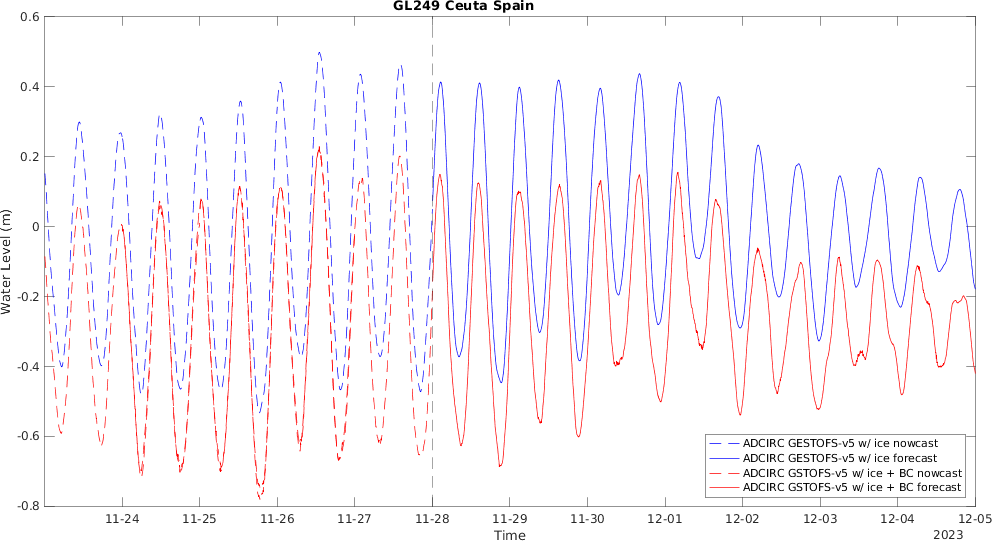 GL249 Ceuta Spain
0.6
0.4
0.2
0
-0.2
-0.4
-0.6
-0.8
Water Level (m)
ADCIRC GESTOFS-v5 w/ ice nowcast
ADCIRC GESTOFS-v5 w/ ice forecast
ADCIRC GSTOFS-v5 w/ ice + BC nowcast
ADCIRC GSTOFS-v5 w/ ice + BC forecast
11-24 11-25 11-26 11-27 11-28 11-29 11-30 12-01 12-02 12-03 12-04 12-05
Time
2023